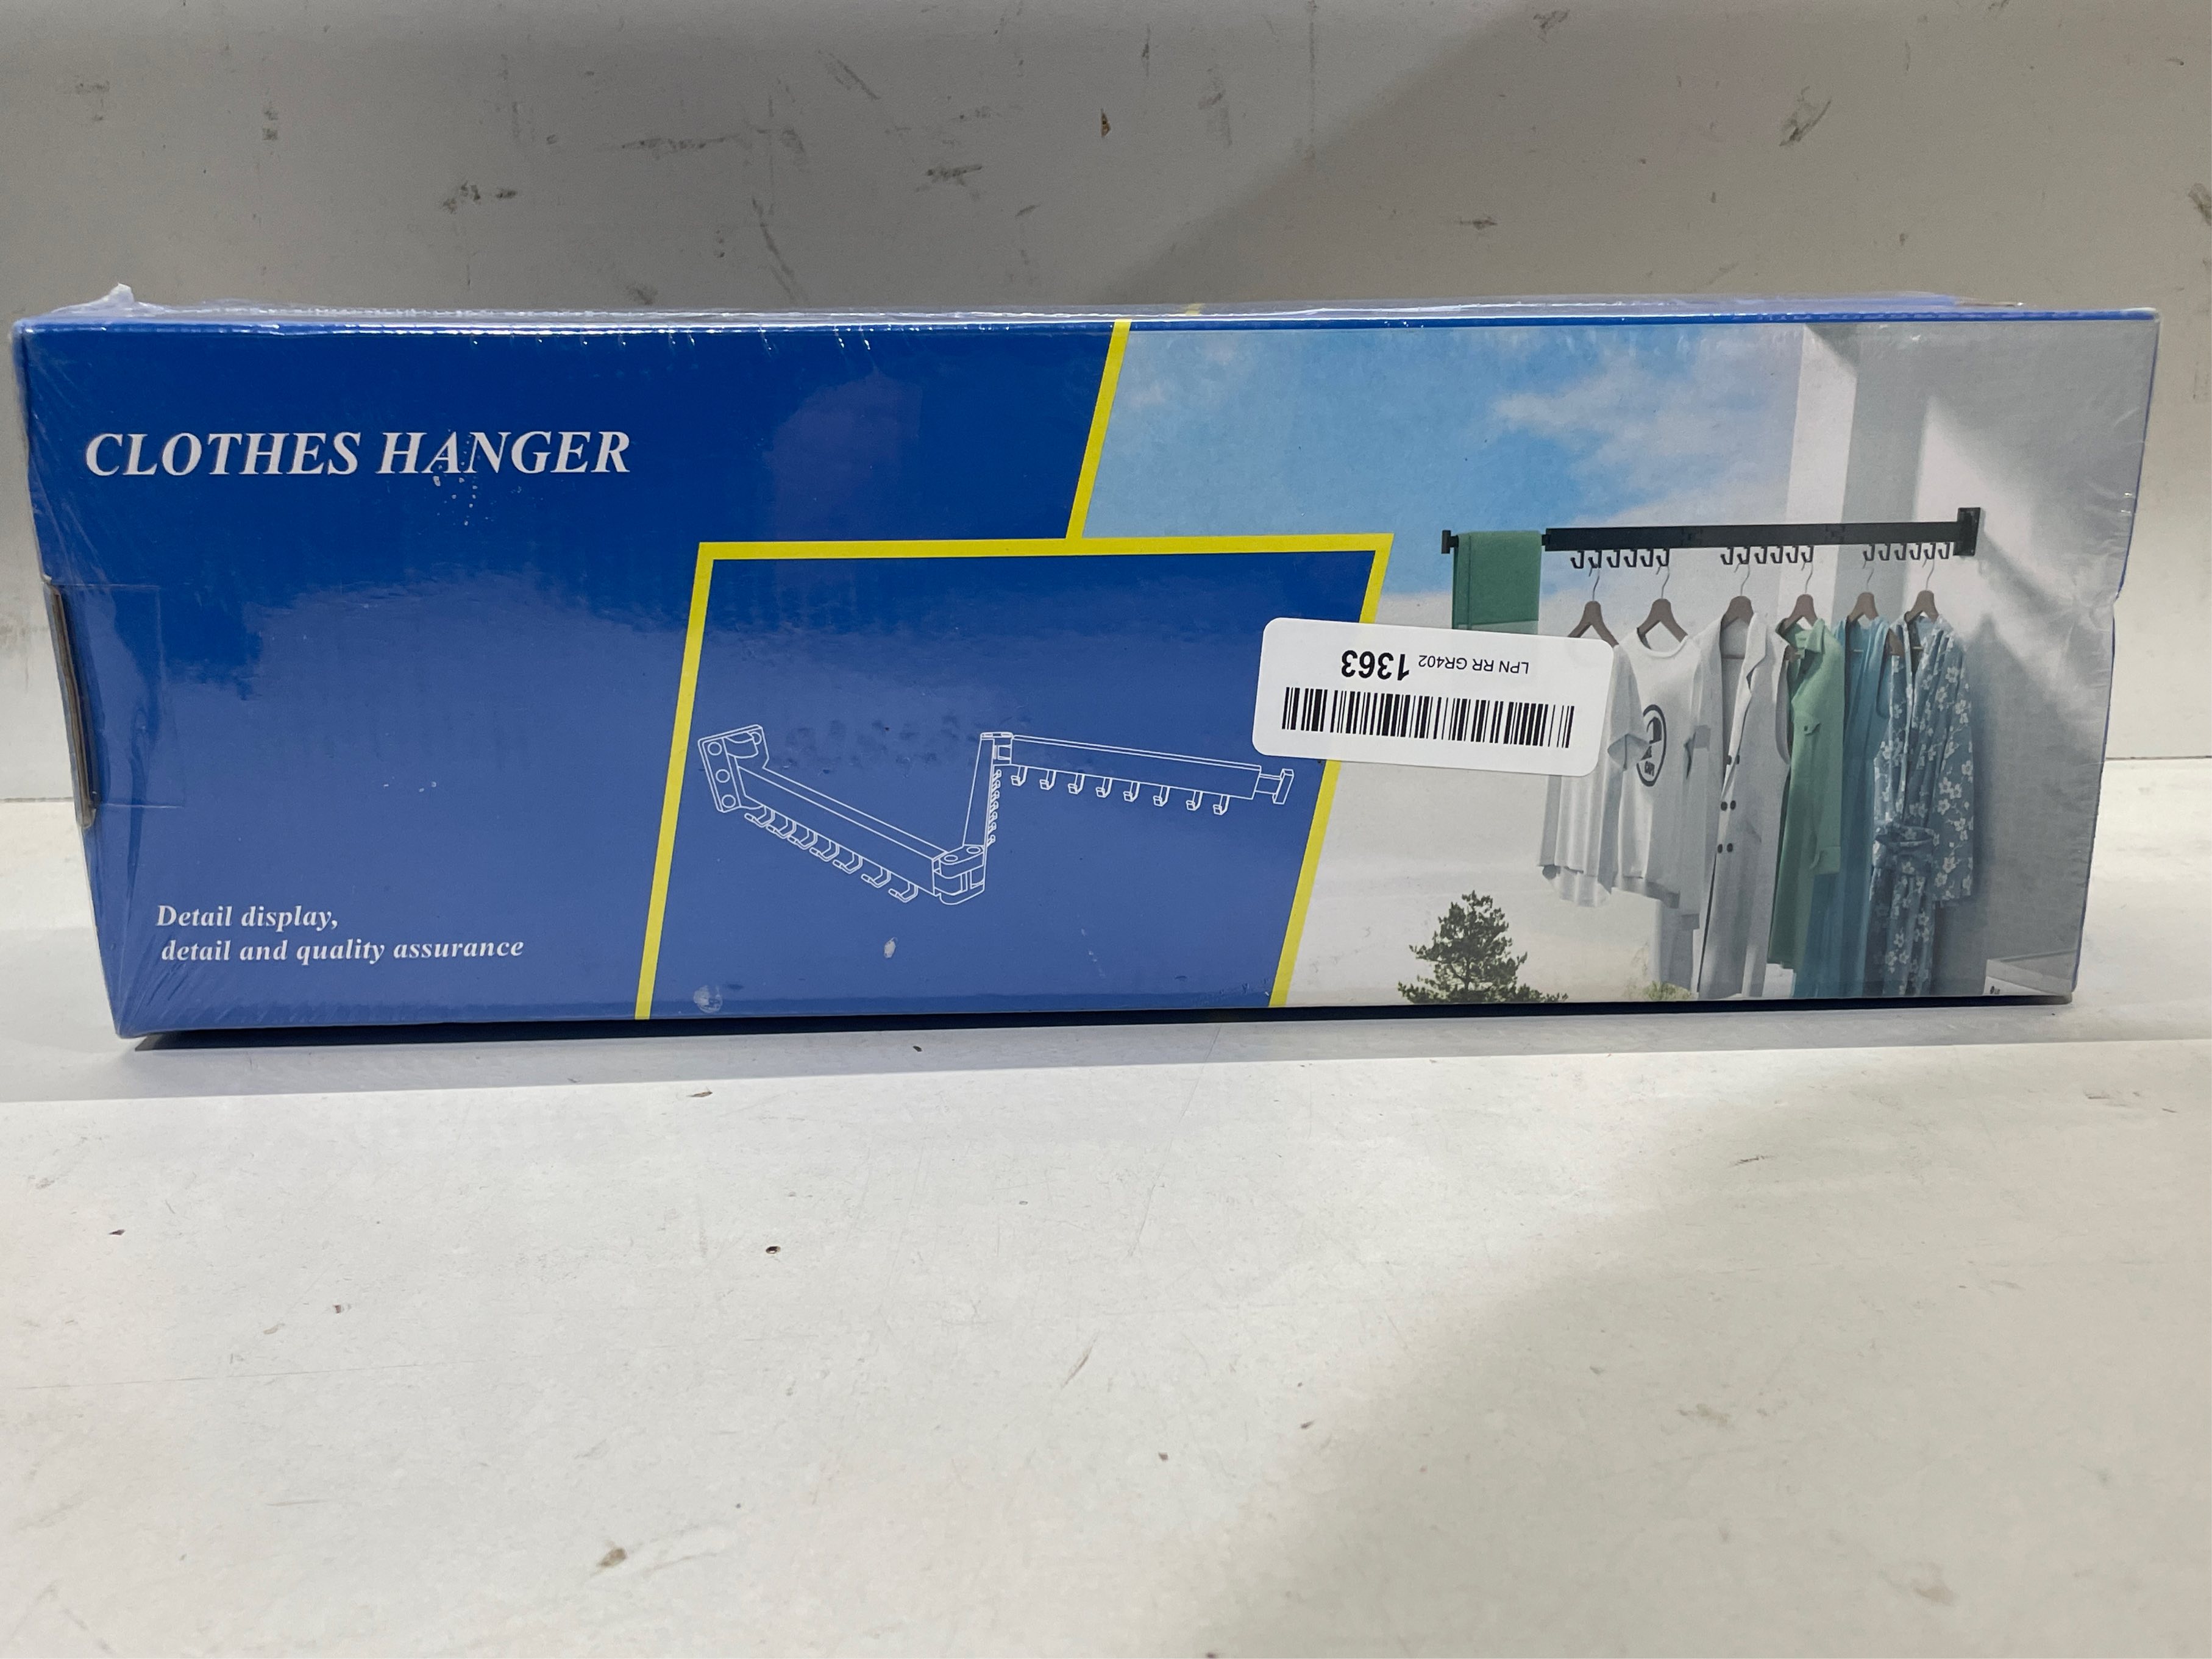 CLOTHES HANGER
Detail display,
detail and quality assurance
LPN RR GR402 1363